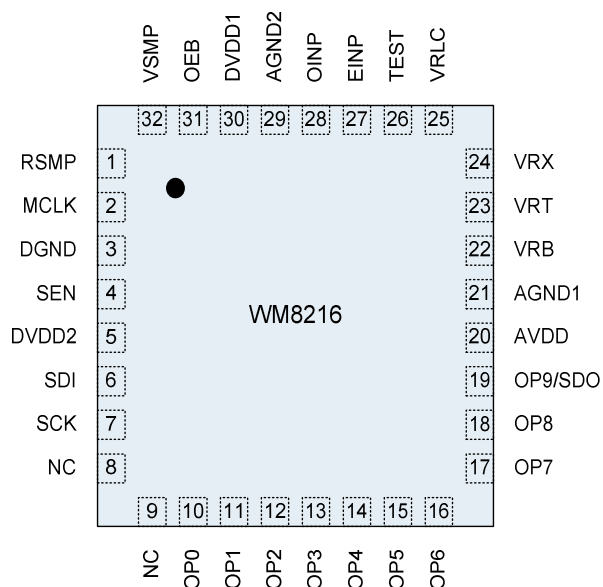 VSMP OEB DVDD1 AGND2 OINP EINP TEST VRLC
32 31 30 29 28 27 26 25
RSMP 1 24 VRX
MCLK 2 23 VRT
DGND 3 22 VRB
SEN 4 21 AGND1
WM8216
DVDD2 5 20 AVDD
SDI 6 19 OP9/SDO
SCK 7 18 OP8
NC 8 17 OP7
9 10 11 12 13 14 15 16
NC OP0 OP1 OP2 OP3 OP4 OP5 OP6